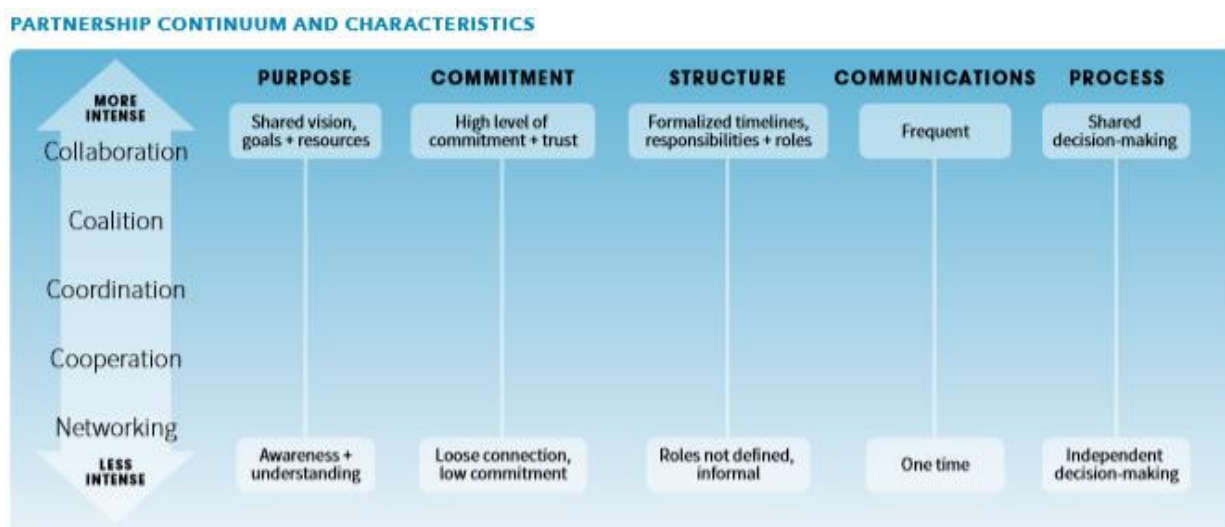 PARTNERSHIP CONTINUUM AND CHARACTERISTICS
PURPOSE COMMITMENT STRUCTURE COMMUNICATIONS PROCESS
MORE
INTENSE
Shared vision,
goals + resources
High level of
commitment + trust
Formalized timelines,
responsibilities + roles
Frequent
Shared
decision-making
Collaboration
Coalition
Coordination
Cooperation
Networking
LESS
INTENSE
Awareness +
understanding
Loose connection,
low commitment
Roles not defined,
informal
One time
Independent
decision-making